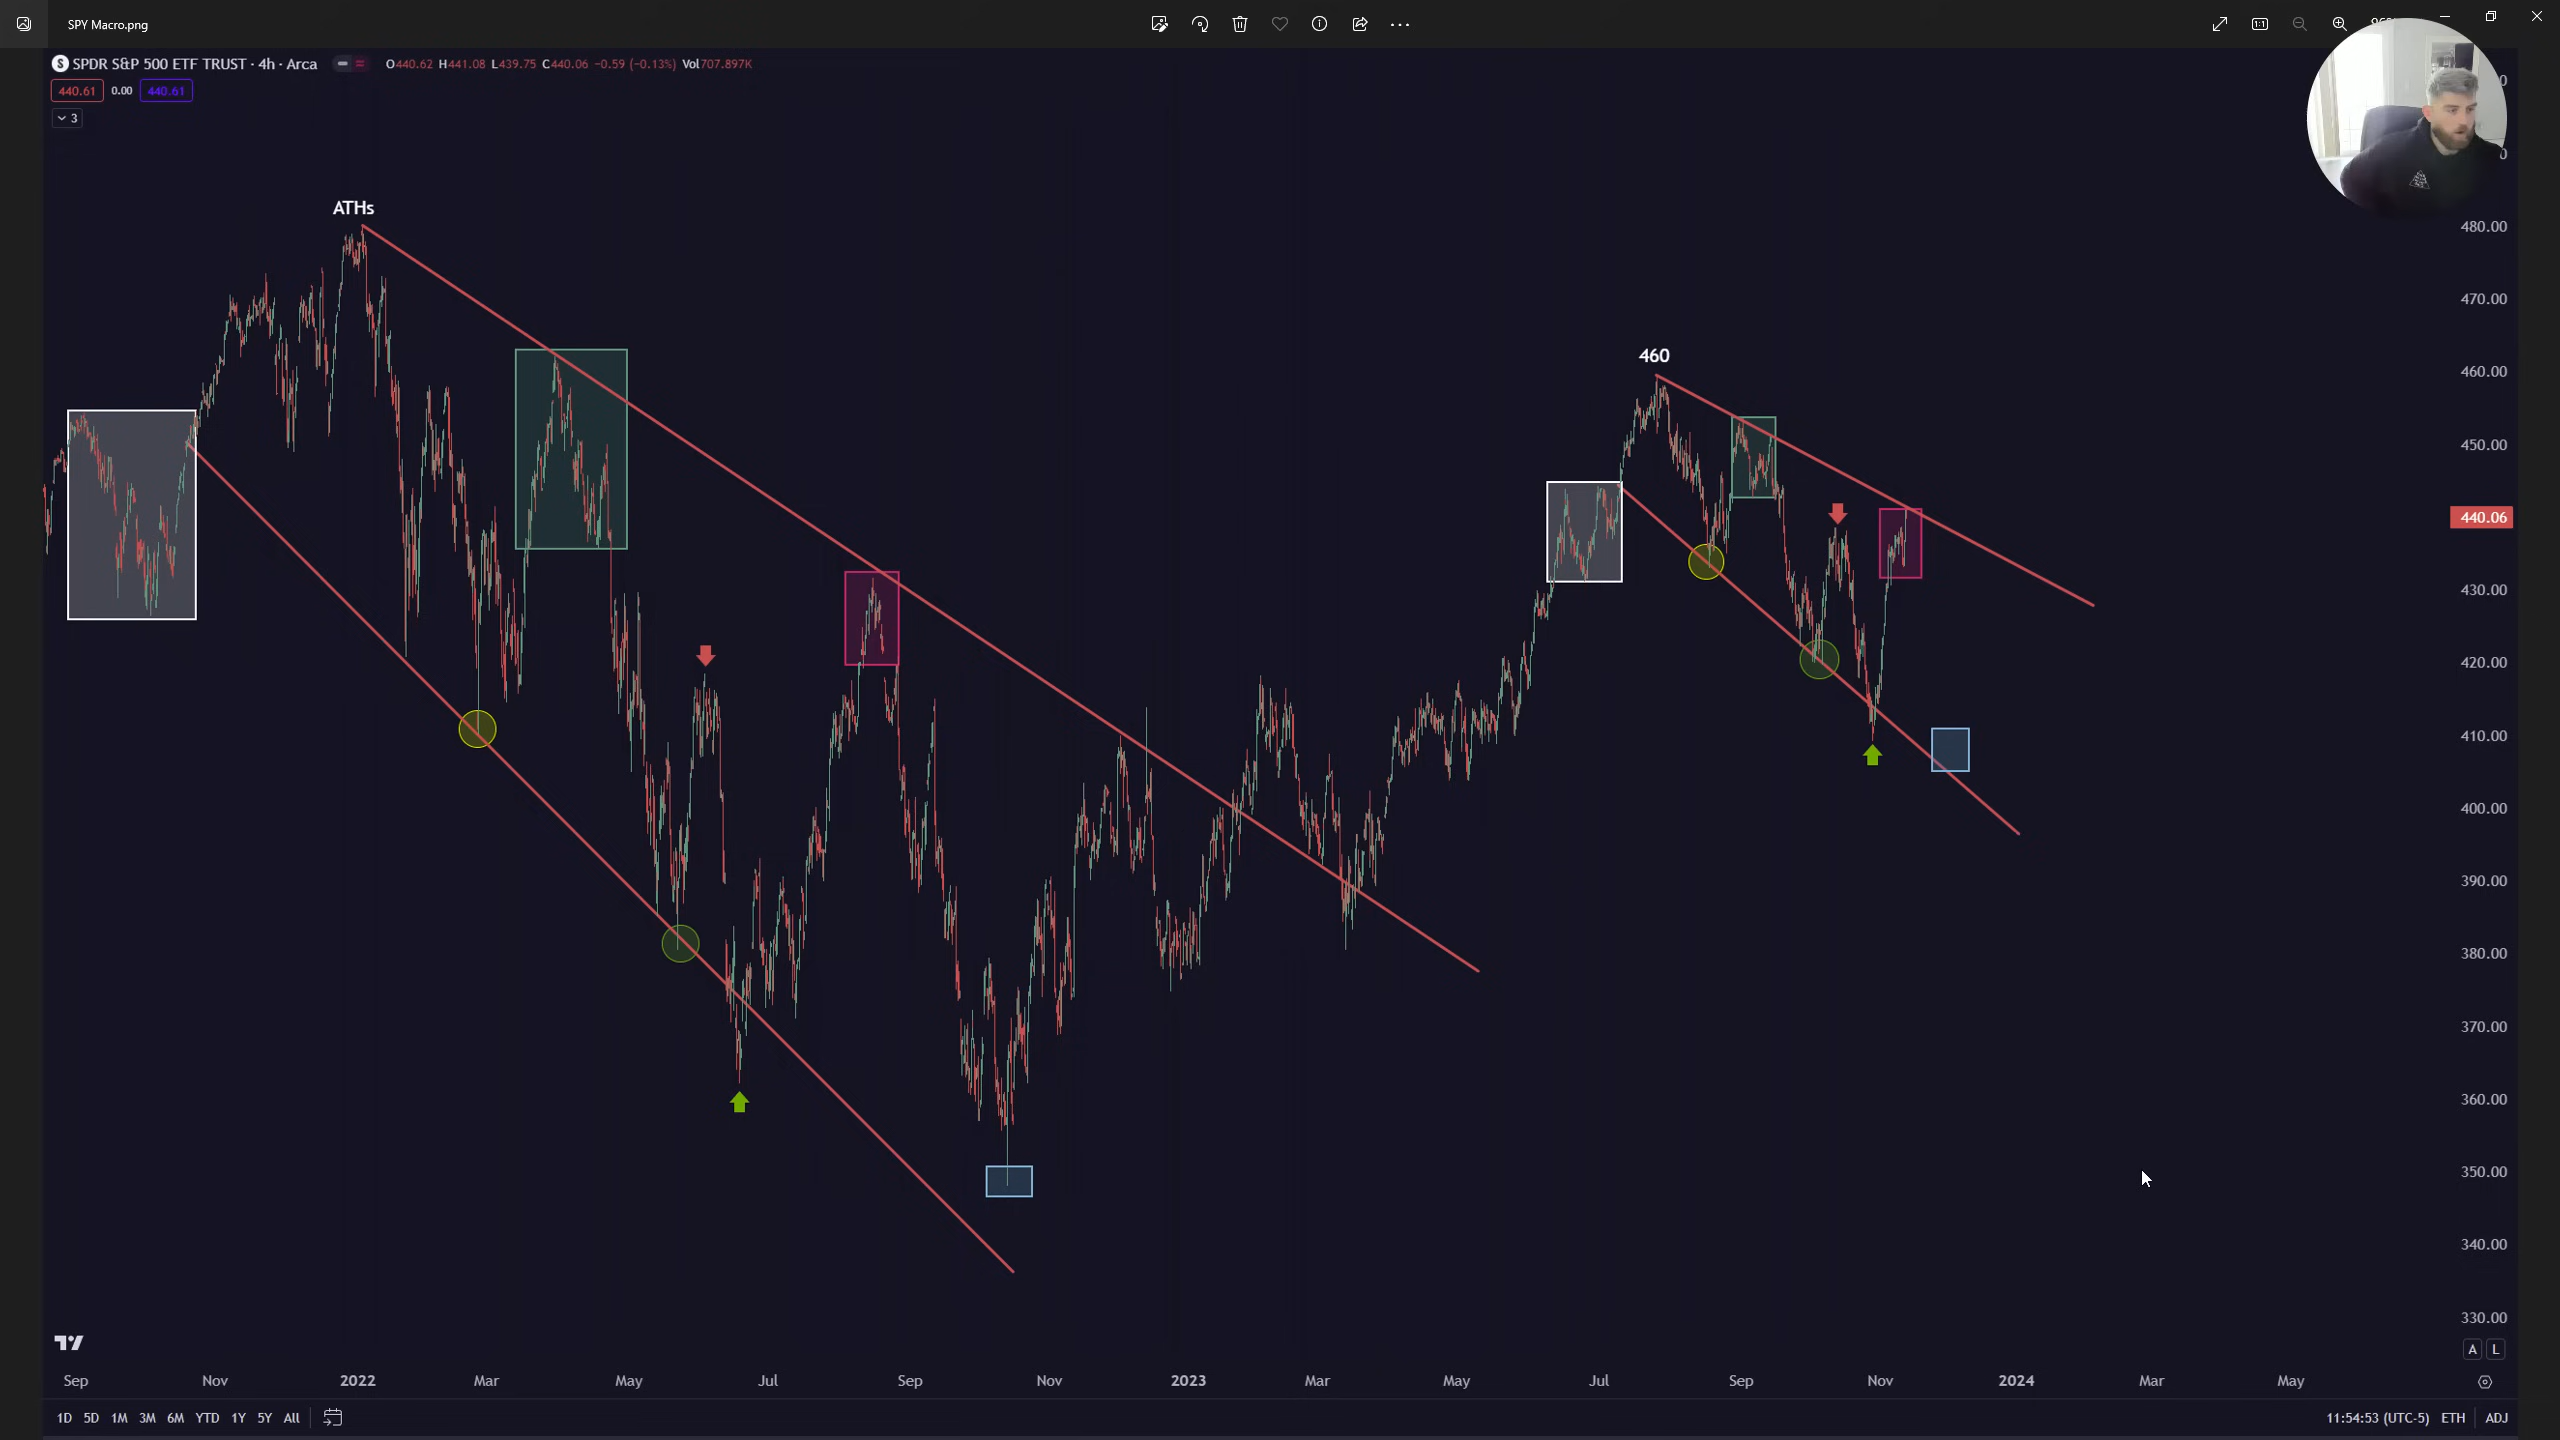 SPY Macro.png
SPDR S&P 500 ETF TRUST · 4h · Arca O440.62 H441.08 L439.75 C440.06 −0.59 (−0.13%) Vol707.897K
440.61 0.00 440.61
3
ATHs
480.00
470.00
460
460.00
450.00
440.06
430.00
420.00
410.00
400.00
390.00
380.00
370.00
360.00
350.00
340.00
330.00
A L
Sep Nov 2022 Mar May Jul Sep Nov 2023 Mar May Jul Sep Nov 2024 Mar May
1D 5D 1M 3M 6M YTD 1Y 5Y All 11:54:53 (UTC-5) ETH ADJ